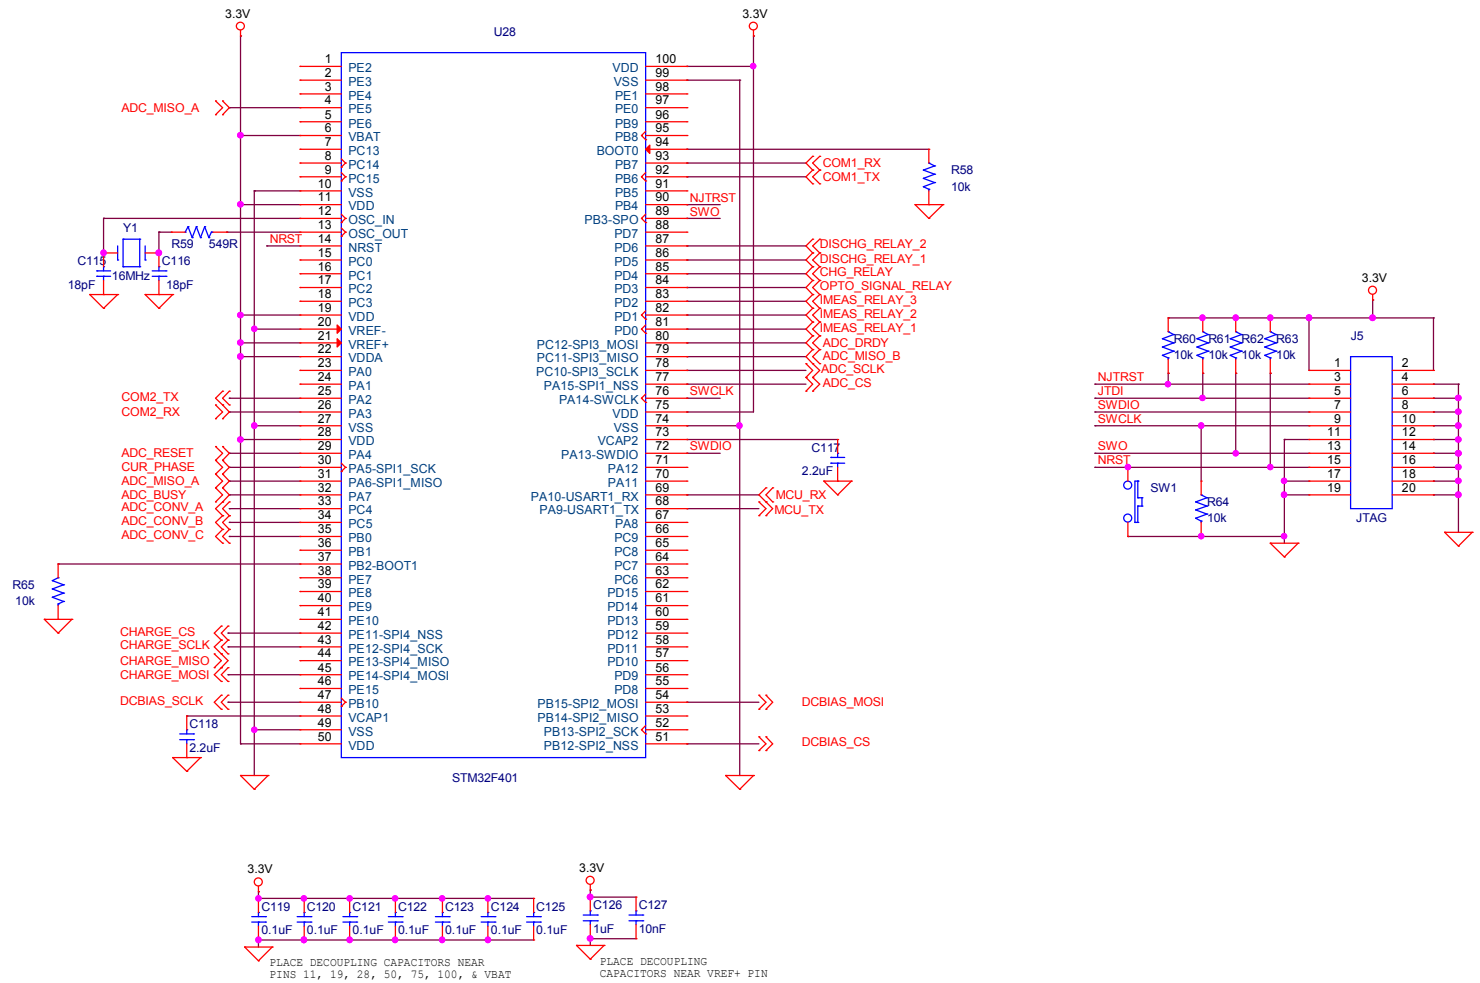 3.3V
3.3V
U28
1 PE2
2 PE3
3 PE4
ADC_MISO_A 4 PE5
5 PE6
6 VBAT
7 PC13
8 PC14
9 PC15
10 VSS
11 VDD
12 OSC_IN
13 OSC_OUT
NRST 14 NRST
15 PC0
16 PC1
17 PC2
18 PC3
19 VDD
20 VREF-
21 VREF+
22 VDDA
23 PA0
24 PA1
COM2_TX 25 PA2
COM2_RX 26 PA3
27 VSS
28 VDD
ADC_RESET 29 PA4
CUR_PHASE 30 PA5-SPI1_SCK
ADC_MISO_A 31 PA6-SPI1_MISO
ADC_BUSY 32 PA7
ADC_CONV_A 33 PC4
ADC_CONV_B 34 PC5
ADC_CONV_C 35 PB0
36 PB1
37 PB2-BOOT1
38 PE7
39 PE8
40 PE9
41 PE10
CHARGE_CS 42 PE11-SPI4_NSS
CHARGE_SCLK 43 PE12-SPI4_SCK
CHARGE_MISO 44 PE13-SPI4_MISO
CHARGE_MOSI 45 PE14-SPI4_MOSI
46 PE15
DCBIAS_SCLK 47 PB10
48 VCAP1
49 VSS
50 VDD
VDD 100
VSS 99
PE1 98
PE0 97
PB9 96
PB8 95
BOOT0 94
PB7 93 COM1_RX
PB6 92 COM1_TX
PB5 91
PB4 90 NJTRST
PB3-SPO 89 SWO
PD7 88
PD6 87 DISCHG_RELAY_2
PD5 86 DISCHG_RELAY_1
PD4 85 CHG_RELAY
PD3 84 OPTO_SIGNAL_RELAY
PD2 83 IMEAS_RELAY_3
PD1 82 IMEAS_RELAY_2
PD0 81 IMEAS_RELAY_1
PC12-SPI3_MOSI 80 ADC_DRDY
PC11-SPI3_MISO 79 ADC_MISO_B
PC10-SPI3_SCLK 78 ADC_SCLK
PA15-SPI1_NSS 77 ADC_CS
PA14-SWCLK 76 SWCLK
VDD 75
VSS 74
VCAP2 73
PA13-SWDIO 72 SWDIO
PA12 71
PA11 70
PA10-USART1_RX 69 MCU_RX
PA9-USART1_TX 68 MCU_TX
PA8 67
PC9 66
PC8 65
PC7 64
PC6 63
PD15 62
PD14 61
PD13 60
PD12 59
PD11 58
PD10 57
PD9 56
PD8 55
PB15-SPI2_MOSI 54 DCBIAS_MOSI
PB14-SPI2_MISO 53
PB13-SPI2_SCK 52
PB12-SPI2_NSS 51 DCBIAS_CS
STM32F401
Y1
R59 549R
C115 C116
16MHz
18pF 18pF
R65
10k
C118
2.2uF
R58
10k
C117
2.2uF
3.3V
R60 R61 R62 R63
10k 10k 10k 10k
J5
1 2
NJTRST 3 4
JTDI 5 6
SWDIO 7 8
SWCLK 9 10
11 12
SWO 13 14
NRST 15 16
17 18
19 20
SW1
R64
10k
JTAG
3.3V
C119 C120 C121 C122 C123 C124 C125
0.1uF 0.1uF 0.1uF 0.1uF 0.1uF 0.1uF 0.1uF
PLACE DECOUPLING CAPACITORS NEAR
PINS 11, 19, 28, 50, 75, 100, & VBAT
3.3V
C126 C127
1uF 10nF
PLACE DECOUPLING
CAPACITORS NEAR VREF+ PIN